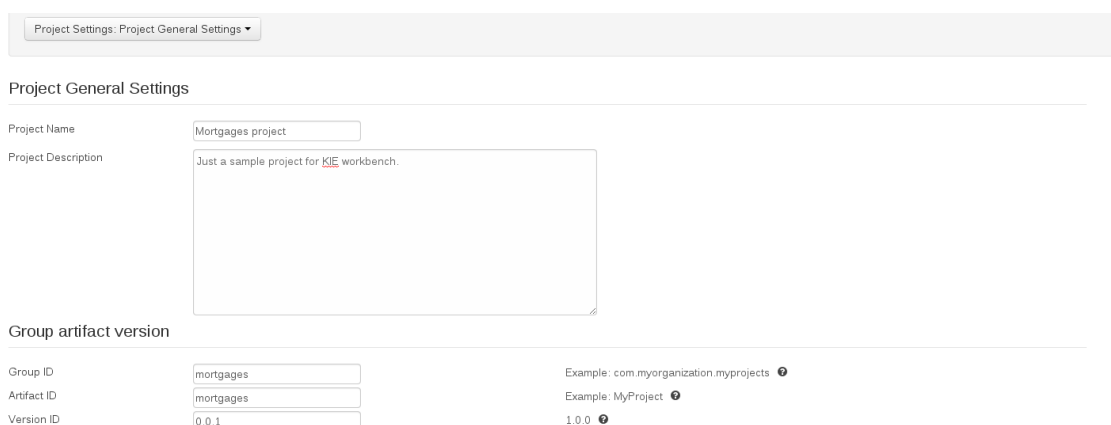 Project Settings: Project General Settings
Project General Settings
Project Name Mortgages project
Project Description Just a sample project for KIE workbench.
Group artifact version
Group ID mortgages Example: com.myorganization.myprojects
Artifact ID mortgages Example: MyProject
Version ID 0.0.1 1.0.0